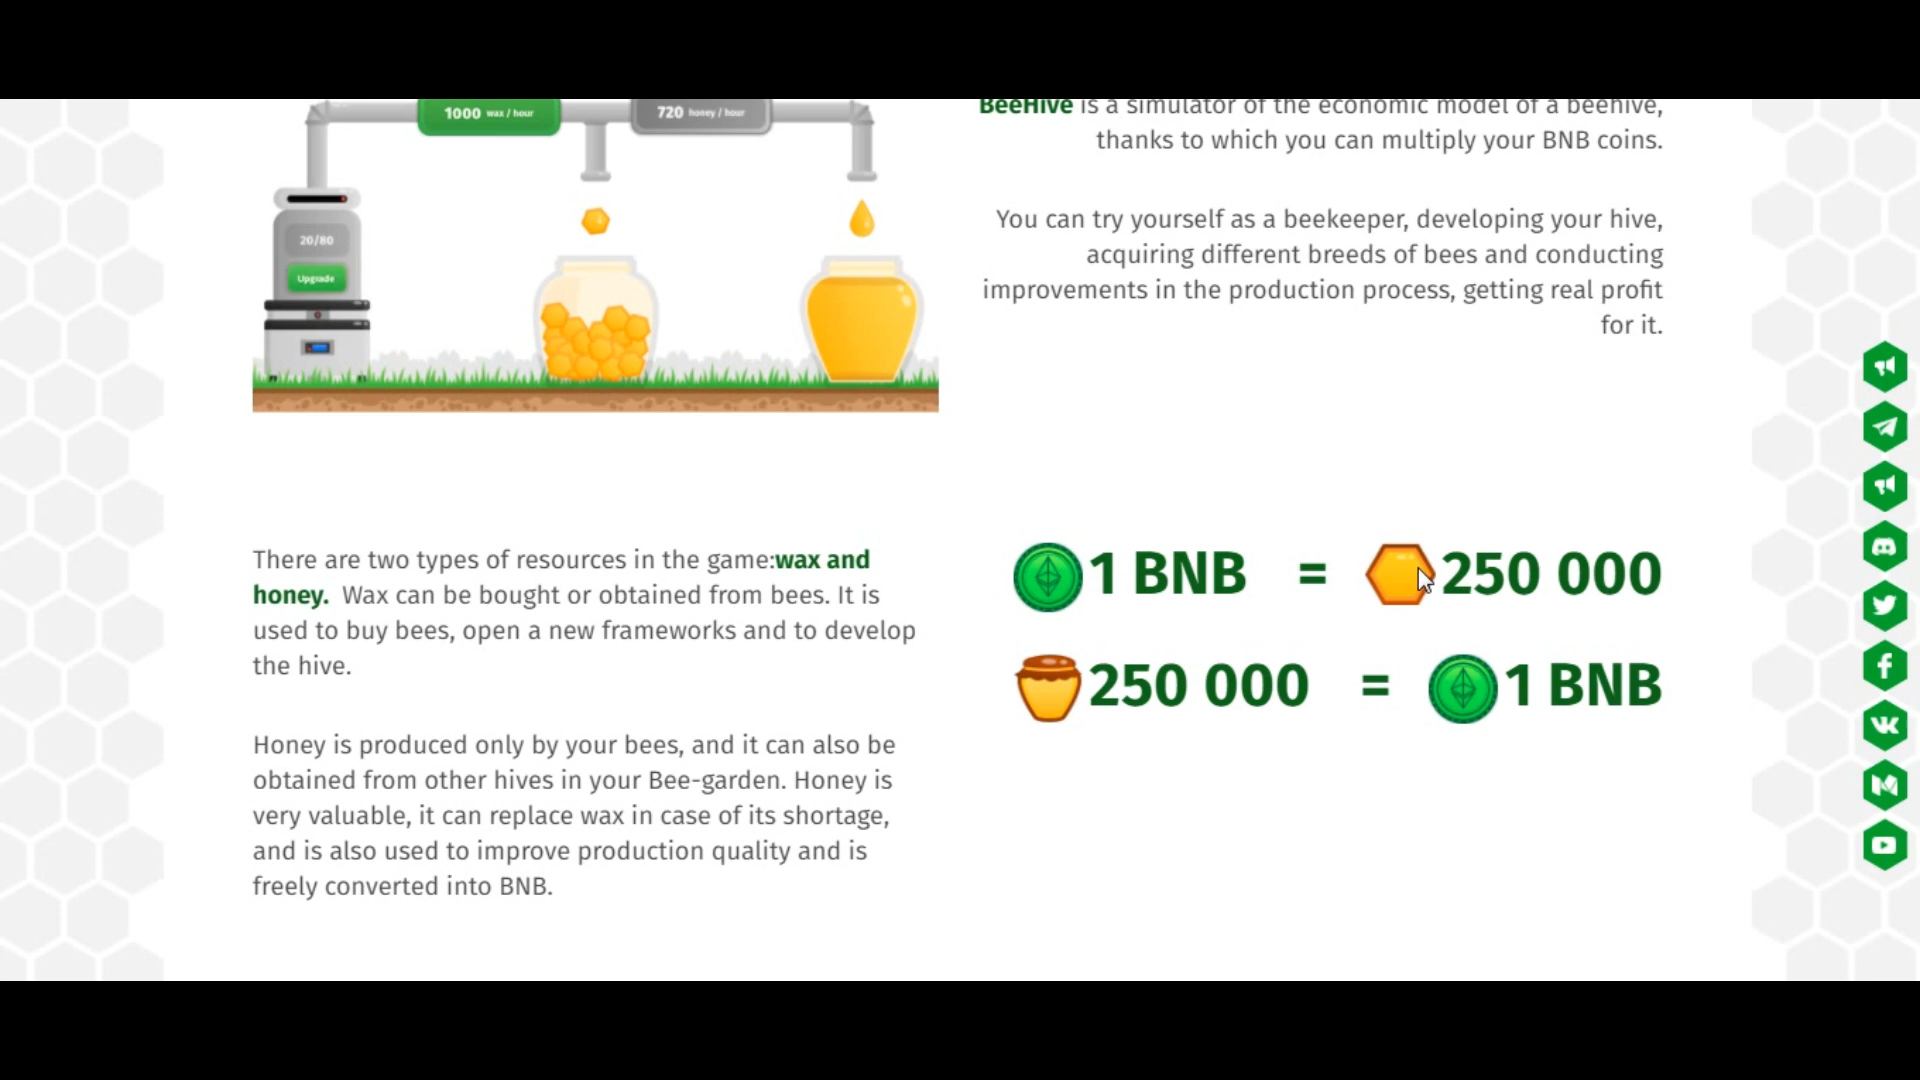 1000 wax / hour
720 honey / hour
20/80
Upgrade
BeeHive is a simulator of the economic model of a beehive,
thanks to which you can multiply your BNB coins.
You can try yourself as a beekeeper, developing your hive,
acquiring different breeds of bees and conducting
improvements in the production process, getting real profit
for it.
There are two types of resources in the game:wax and
honey. Wax can be bought or obtained from bees. It is
used to buy bees, open a new frameworks and to develop
the hive.
Honey is produced only by your bees, and it can also be
obtained from other hives in your Bee-garden. Honey is
very valuable, it can replace wax in case of its shortage,
and is also used to improve production quality and is
freely converted into BNB.
1 BNB = 250 000
250 000 = 1 BNB